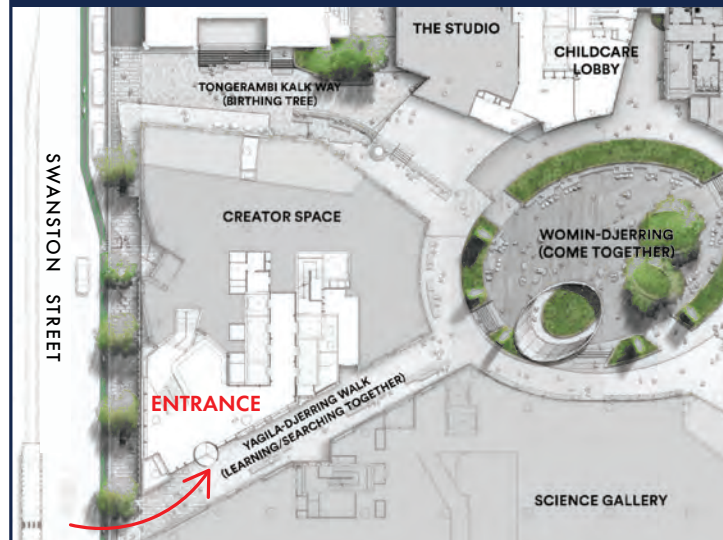 THE STUDIO
CHILDCARE
LOBBY
TONGERAMBI KALK WAY
(BIRTHING TREE)
SWANSTON STREET
CREATOR SPACE
WOMIN-DJERRING
(COME TOGETHER)
ENTRANCE
YAGILA-DJERRING WALK
(LEARNING/SEARCHING TOGETHER)
SCIENCE GALLERY